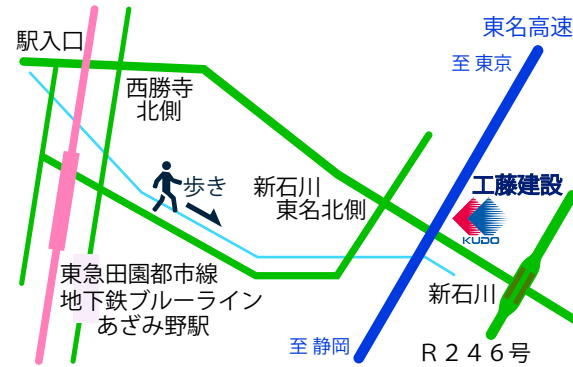 東名高速
駅入口
至 東京
西勝寺
北側
歩き
新石川
東名北側
工藤建設
KUDO
東急田園都市線
地下鉄ブルーライン
あざみ野駅
新石川
至 静岡
R246号